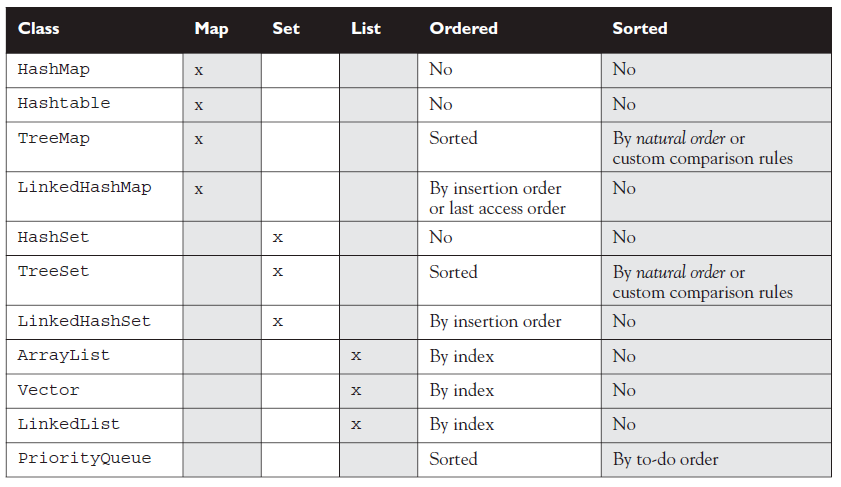 Class Map Set List Ordered Sorted
HashMap x No No
Hashtable x No No
TreeMap x Sorted By natural order or
custom comparison rules
LinkedHashMap x By insertion order No
or last access order
HashSet x No No
TreeSet x Sorted By natural order or
custom comparison rules
LinkedHashSet x By insertion order No
ArrayList x By index No
Vector x By index No
LinkedList x By index No
PriorityQueue Sorted By to-do order